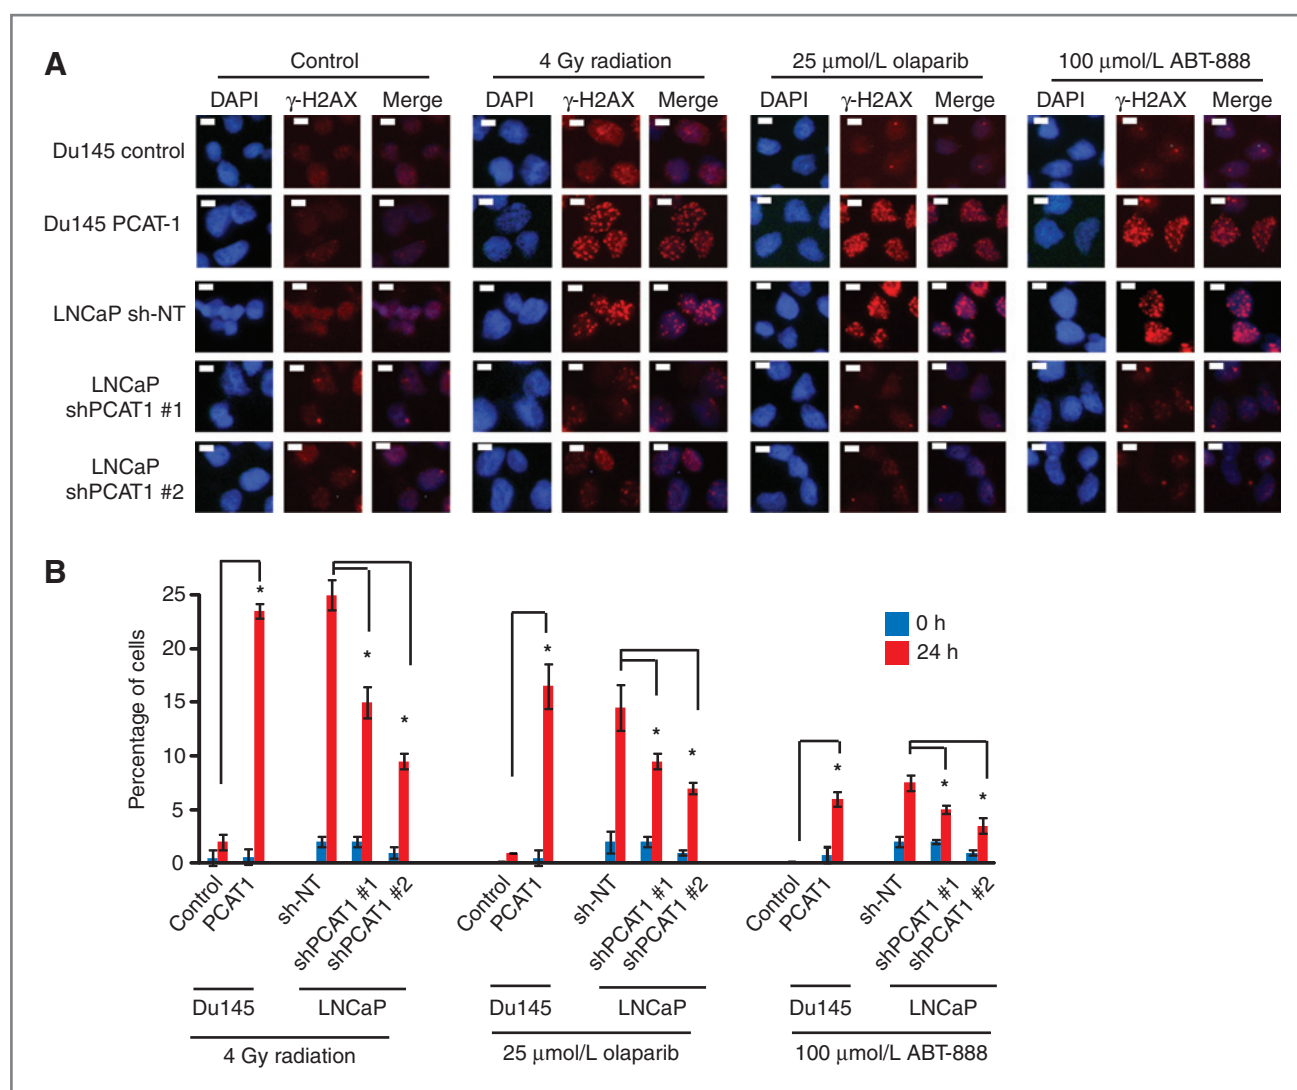 A
Control
4 Gy radiation
25 μmol/L olaparib
100 μmol/L ABT-888
DAPI γ-H2AX Merge DAPI γ-H2AX Merge DAPI γ-H2AX Merge DAPI γ-H2AX Merge
Du145 control
Du145 PCAT-1
LNCaP sh-NT
LNCaP
shPCAT1 #1
LNCaP
shPCAT1 #2
B
Percentage of cells
25
20
15
10
5
0
* * * * * * * * *
0 h
24 h
Control PCAT1 sh-NT shPCAT1 #1 shPCAT1 #2 Control PCAT1 sh-NT shPCAT1 #1 shPCAT1 #2 Control PCAT1 sh-NT shPCAT1 #1 shPCAT1 #2
Du145 LNCaP Du145 LNCaP Du145 LNCaP
4 Gy radiation 25 μmol/L olaparib 100 μmol/L ABT-888